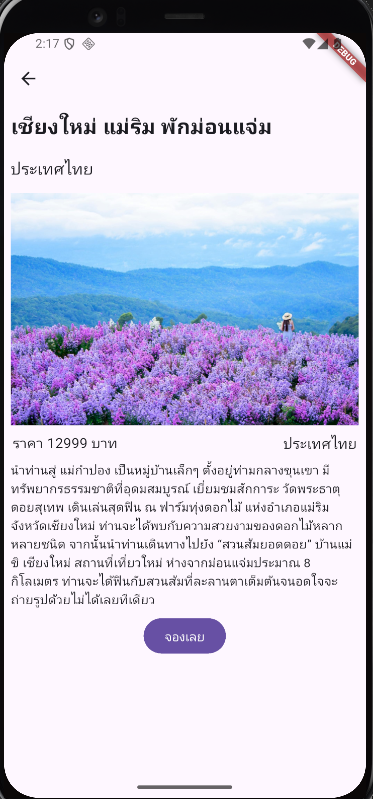 2:17
DEBUG
เชียงใหม่ แม่ริม พักม่อนแจ่ม
ประเทศไทย
ราคา 12999 บาท ประเทศไทย
นำท่านสู่ แม่กำปอง เป็นหมู่บ้านเล็กๆ ตั้งอยู่ท่ามกลางขุนเขา มี
ทรัพยากรธรรมชาติที่อุดมสมบูรณ์ เยี่ยมชมสักการะ วัดพระธาตุ
ดอยสุเทพ เดินเล่นสุดฟิน ณ ฟาร์มทุ่งดอกไม้ แห่งอำเภอแม่ริม
จังหวัดเชียงใหม่ ท่านจะได้พบกับความสวยงามของดอกไม้หลาก
หลายชนิด จากนั้นนำท่านเดินทางไปยัง “สวนส้มยอดดอย” บ้านแม่
ขิ เชียงใหม่ สถานที่เที่ยวใหม่ ห่างจากม่อนแจ่มประมาณ 8
กิโลเมตร ท่านจะได้ฟินกับสวนส้มที่ละลานตาเต็มต้นจนอดใจจะ
ถ่ายรูปด้วยไม่ได้เลยทีเดียว
จองเลย